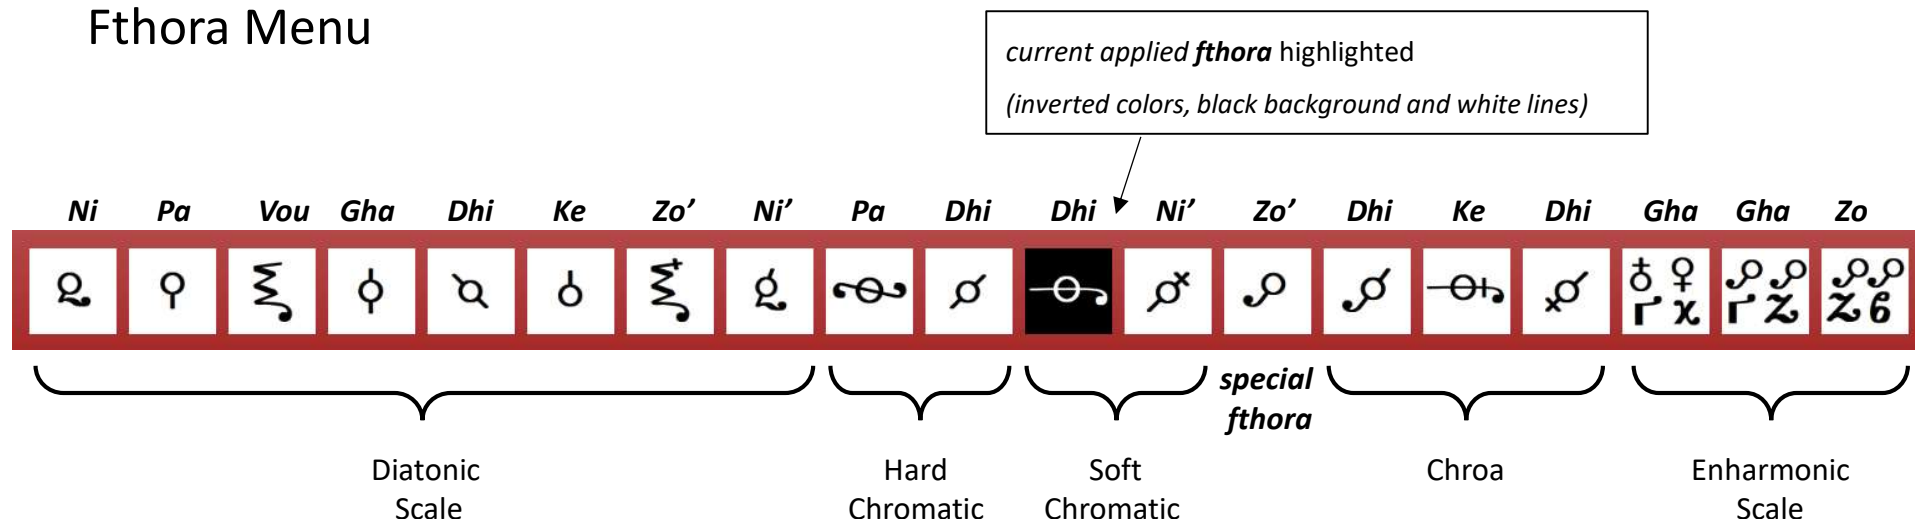 Fthora Menu
current applied fthora highlighted
(inverted colors, black background and white lines)
Ni Pa Vou Gha Dhi Ke Zo’ Ni’ Pa Dhi Dhi Ni’ Zo’ Dhi Ke Dhi Gha Gha Zo
Γ χ Γ Z Z 6
special
fthora
Diatonic
Scale
Hard
Chromatic
Soft
Chromatic
Chroa
Enharmonic
Scale